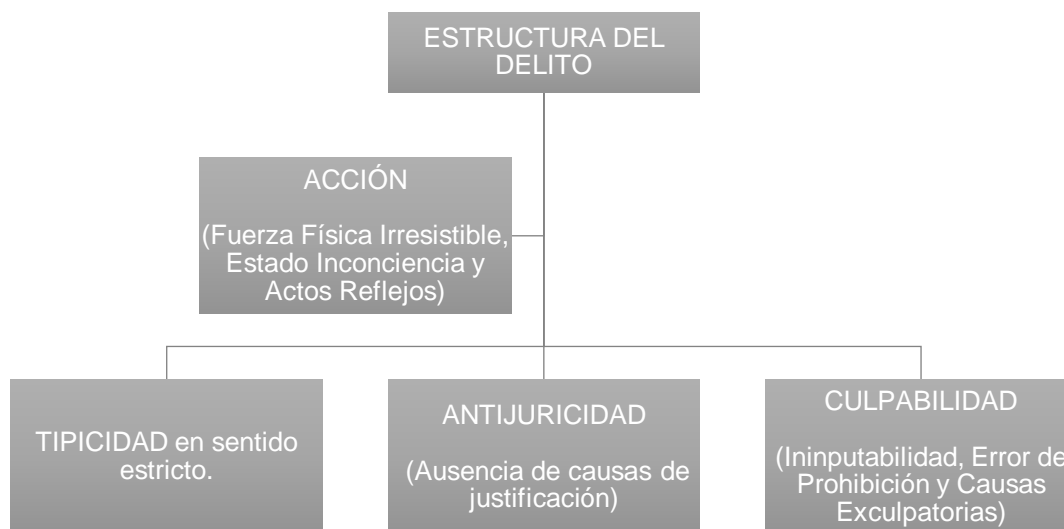 ESTRUCTURA DEL
DELITO
ACCIÓN
(Fuerza Física Irresistible,
Estado Inconciencia y
Actos Reflejos)
TIPICIDAD en sentido
estricto.
ANTIJURICIDAD
(Ausencia de causas de
justificación)
CULPABILIDAD
(Ininputabilidad, Error de
Prohibición y Causas
Exculpatorias)